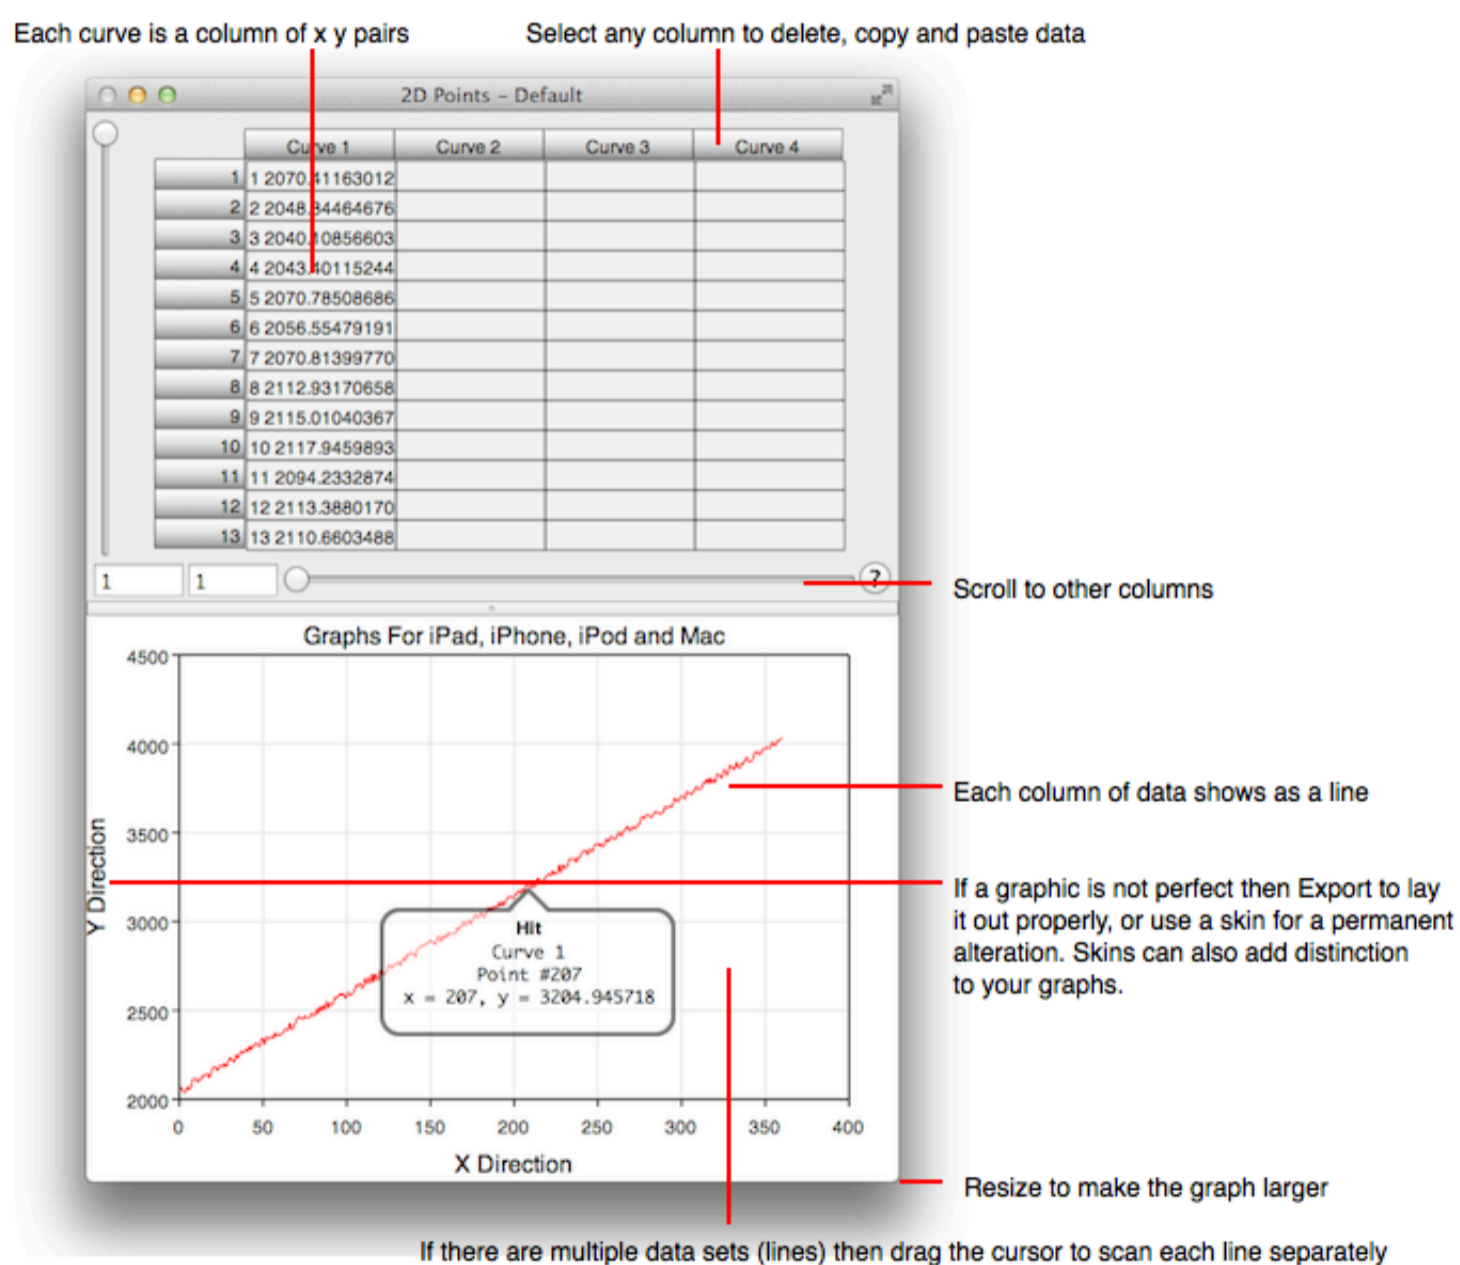 Each curve is a column of x y pairs
Select any column to delete, copy and paste data
2D Points – Default
Curve 1 Curve 2 Curve 3 Curve 4
1 1 2070.41163012
2 2 2048.84464676
3 3 2040.10856603
4 4 2043.40115244
5 5 2070.78508686
6 6 2056.55479191
7 7 2070.81399770
8 8 2112.93170658
9 9 2115.01040367
10 10 2117.9459893
11 11 2094.2332874
12 12 2113.3880170
13 13 2110.6603488
1 1 ?
Scroll to other columns
Graphs For iPad, iPhone, iPod and Mac
4500
4000
3500
3000
2500
2000
Y Direction
Hit
Curve 1
Point #207
x = 207, y = 3204.945718
0 50 100 150 200 250 300 350 400
X Direction
Each column of data shows as a line
If a graphic is not perfect then Export to lay
it out properly, or use a skin for a permanent
alteration. Skins can also add distinction
to your graphs.
Resize to make the graph larger
If there are multiple data sets (lines) then drag the cursor to scan each line separately